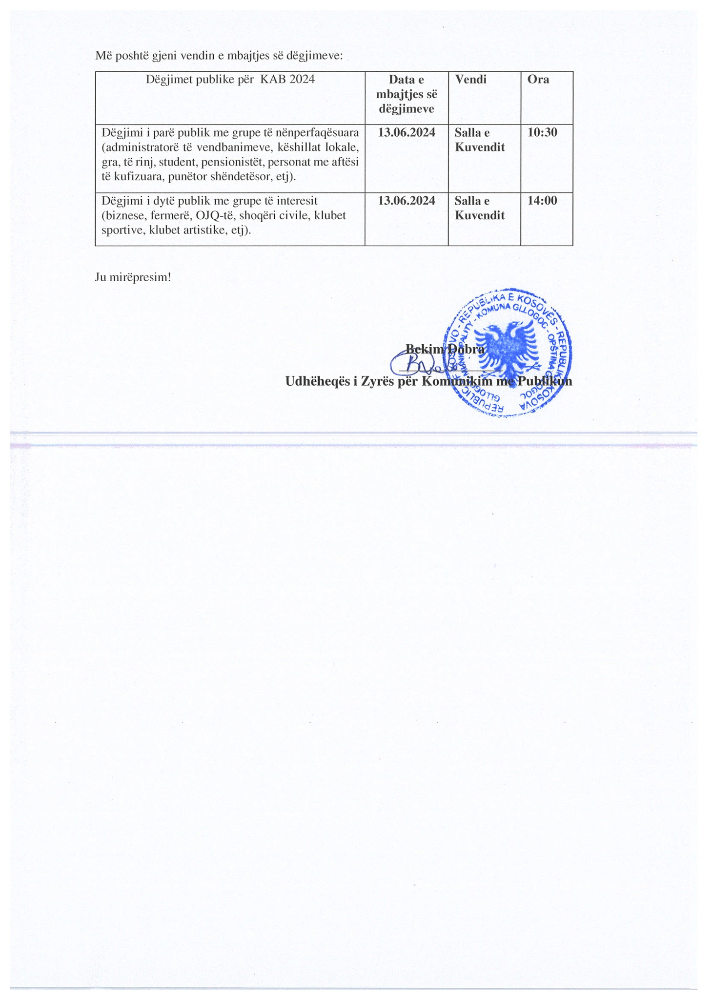 Më poshtë gjeni vendin e mbajtjes së dëgjimeve:
Dëgjimet publike për KAB 2024
Data e
mbajtjes së
dëgjimeve
Vendi
Ora
Dëgjimi i parë publik me grupe të nënperfaqësuara
(administratorë të vendbanimeve, këshillat lokale,
gra, të rinj, student, pensionistët, personat me aftësi
të kufizuara, punëtor shëndetësor, etj).
13.06.2024
Salla e
Kuvendit
10:30
Dëgjimi i dytë publik me grupe të interesit
(biznese, fermerë, OJQ-të, shoqëri civile, klubet
sportive, klubet artistike, etj).
13.06.2024
Salla e
Kuvendit
14:00
Ju mirëpresim!
Bekim Dobra
Udhëheqës i Zyrës për Komunikim me Publikun
REPUBLIC OF KOSOVO - REPUBLIKA E KOSOVËS - REPUBLIKA KOSOVA
MUNICIPALITY - KOMUNA GLLOGOC - OPŠTINA